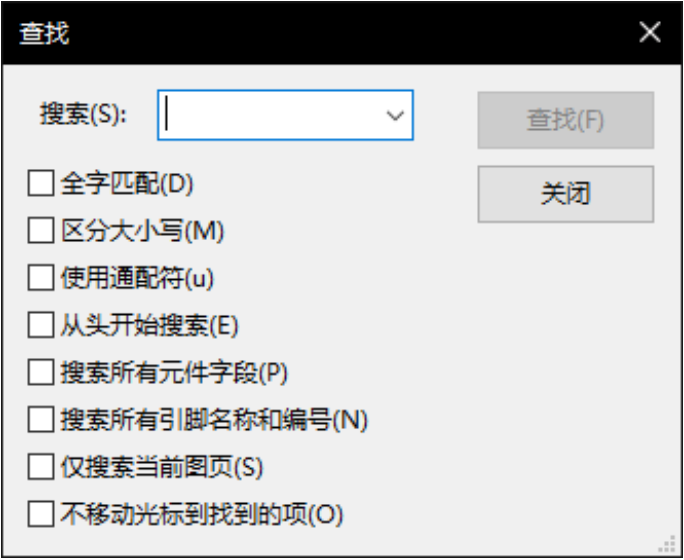 查找
搜索(S):
查找(F)
全字匹配(D)
关闭
区分大小写(M)
使用通配符(u)
从头开始搜索(E)
搜索所有元件字段(P)
搜索所有引脚名称和编号(N)
仅搜索当前图页(S)
不移动光标到找到的项(O)